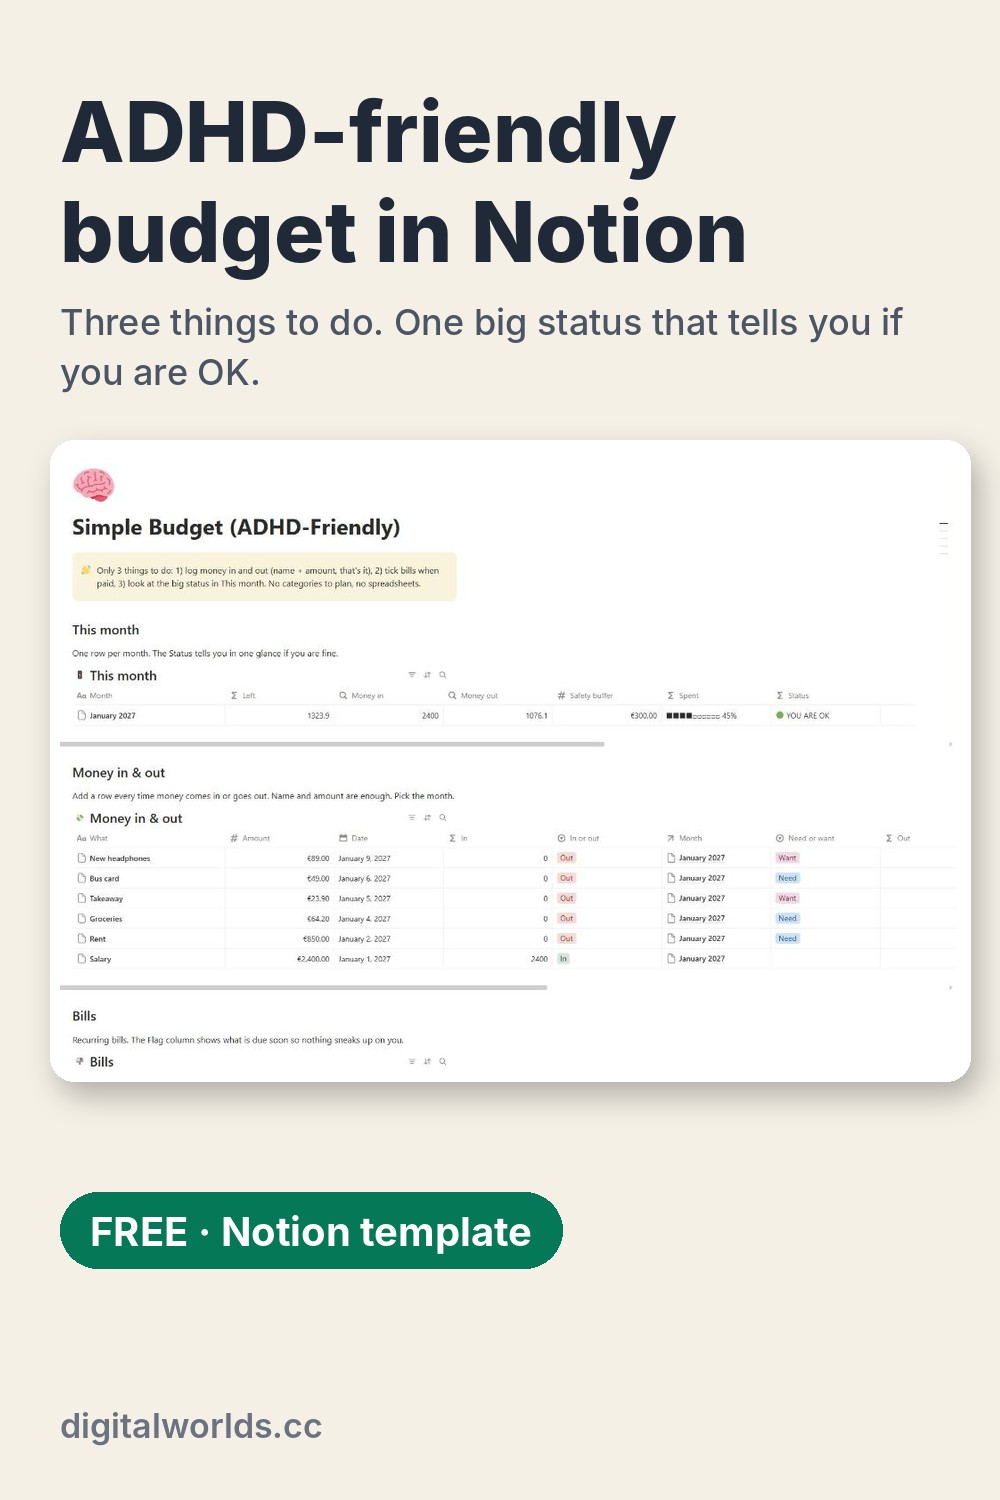 ADHD-friendly
budget in Notion
Three things to do. One big status that tells you if
you are OK.
Simple Budget (ADHD-Friendly)
Only 3 things to do: 1) log money in and out (name + amount, that's it), 2) tick bills when
paid, 3) look at the big status in This month. No categories to plan, no spreadsheets.
This month
One row per month. The Status tells you in one glance if you are fine.
This month
Aa Month Σ Left Money in Money out # Safety buffer Σ Spent Σ Status
January 2027 1323.9 2400 1076.1 €300.00 ■■■■□□□□□□ 45% YOU ARE OK
Money in & out
Add a row every time money comes in or goes out. Name and amount are enough. Pick the month.
Money in & out
Aa What # Amount Date Σ In In or out Month Need or want Σ Out
New headphones €89.00 January 9, 2027 0 Out January 2027 Want
Bus card €49.00 January 6, 2027 0 Out January 2027 Need
Takeaway €23.90 January 5, 2027 0 Out January 2027 Want
Groceries €64.20 January 4, 2027 0 Out January 2027 Need
Rent €850.00 January 2, 2027 0 Out January 2027 Need
Salary €2,400.00 January 1, 2027 2400 In January 2027
Bills
Recurring bills. The Flag column shows what is due soon so nothing sneaks up on you.
Bills
FREE · Notion template
digitalworlds.cc